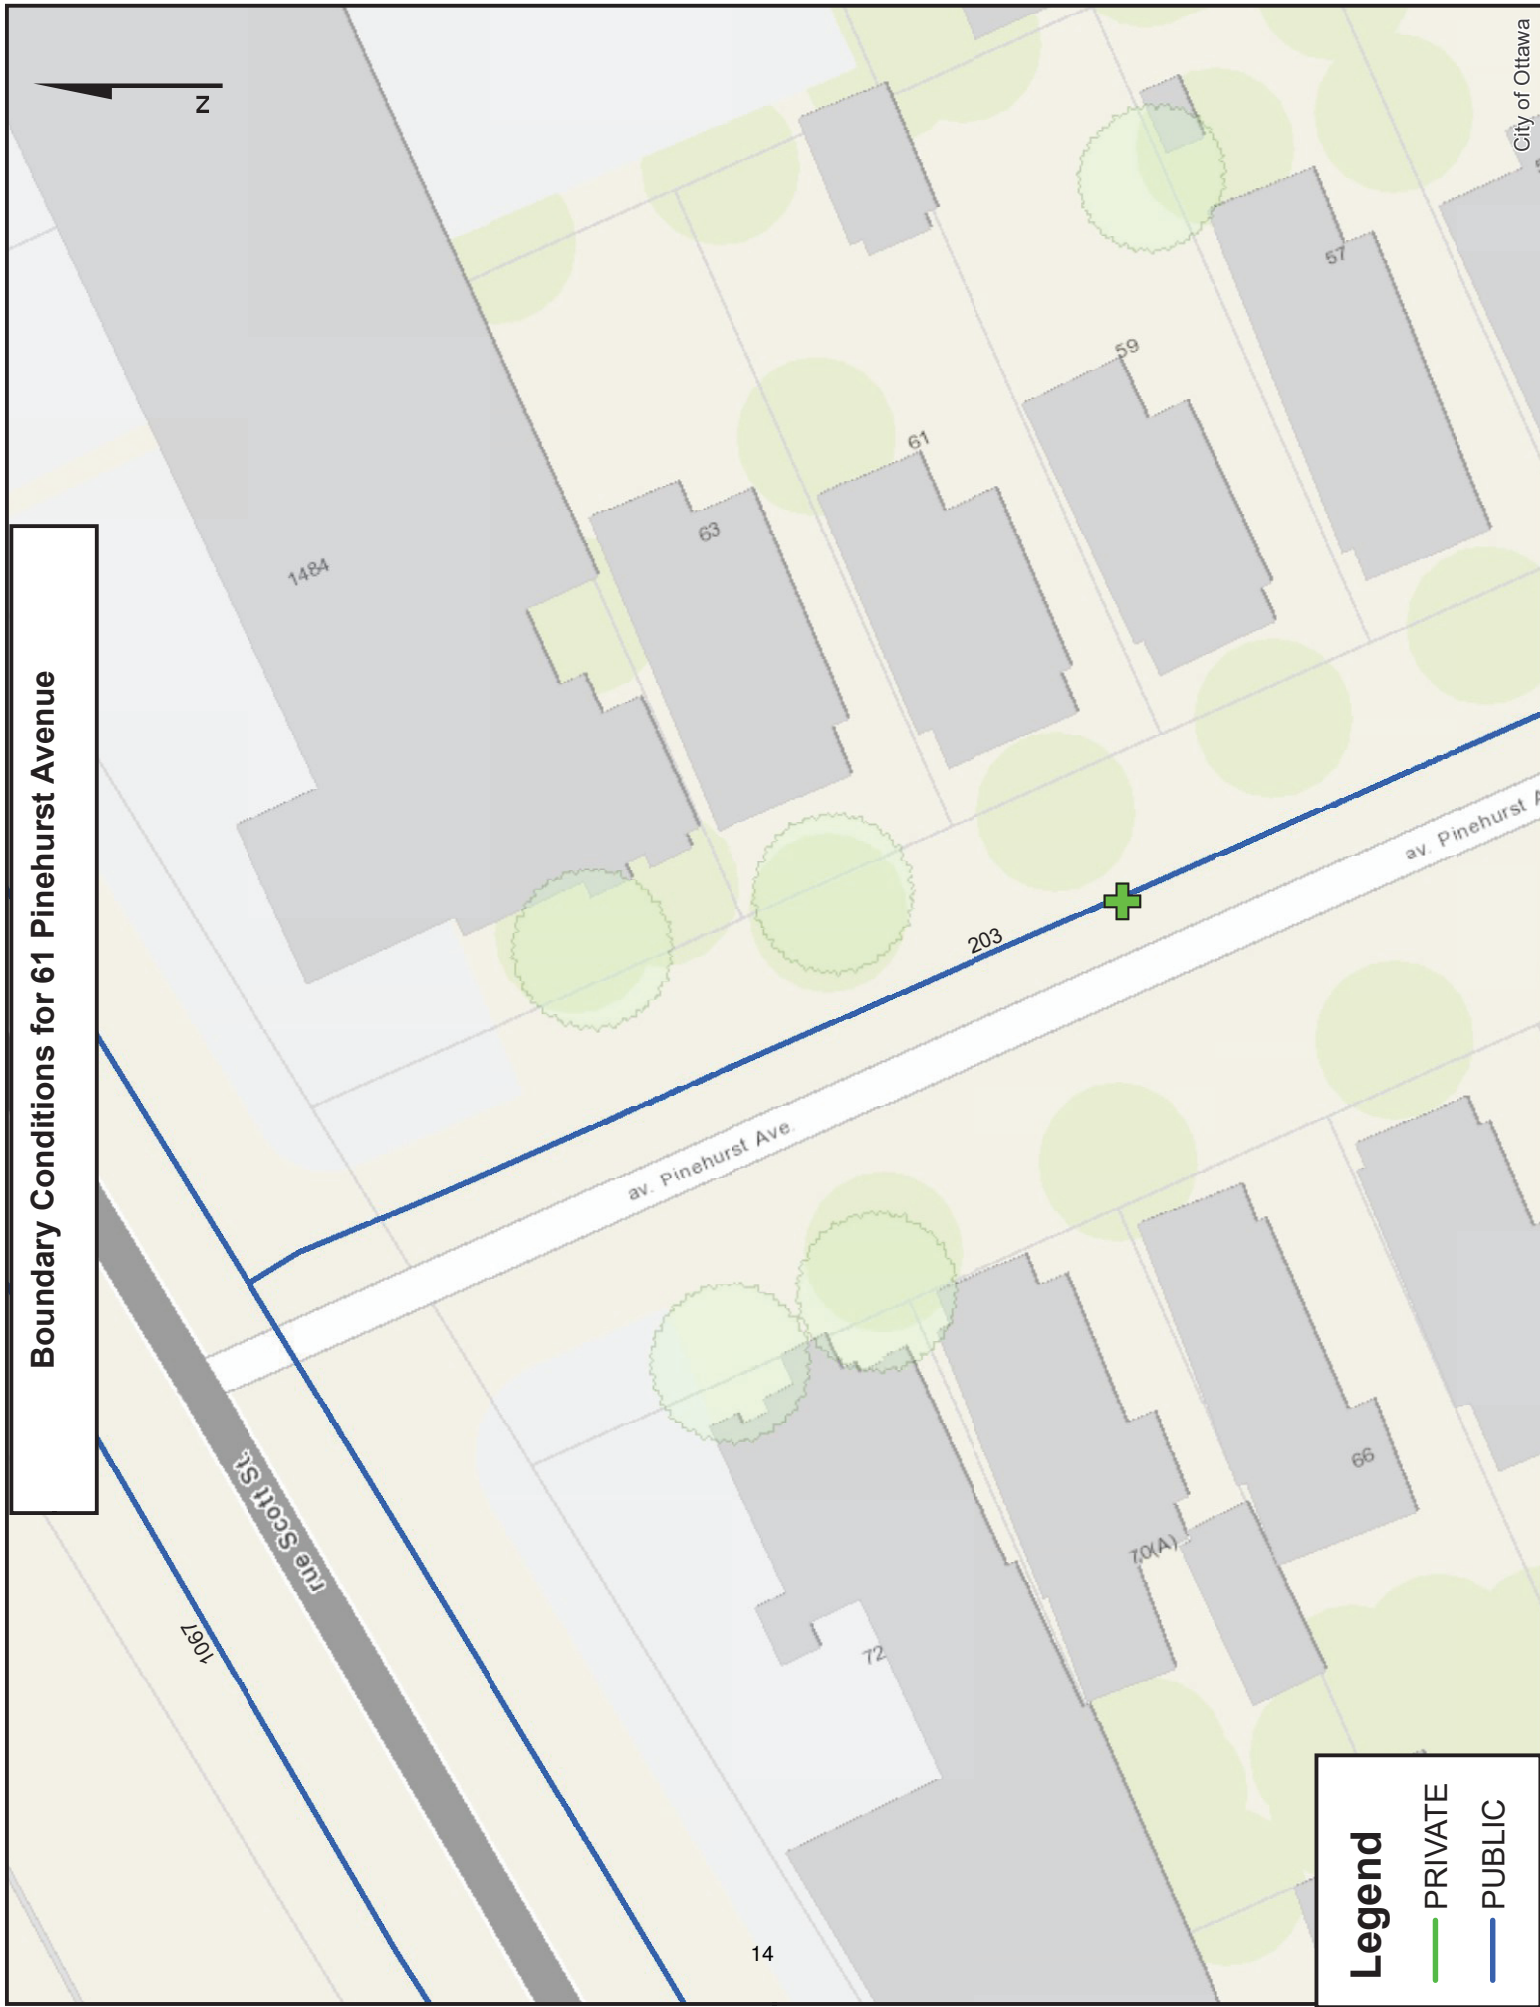 Boundary Conditions for 61 Pinehurst Avenue
N
City of Ottawa
1484
63
61
59
57
203
av. Pinehurst Ave.
av. Pinehurst A
rue Scott St.
1067
72
70(A)
66
14
Legend
PRIVATE
PUBLIC